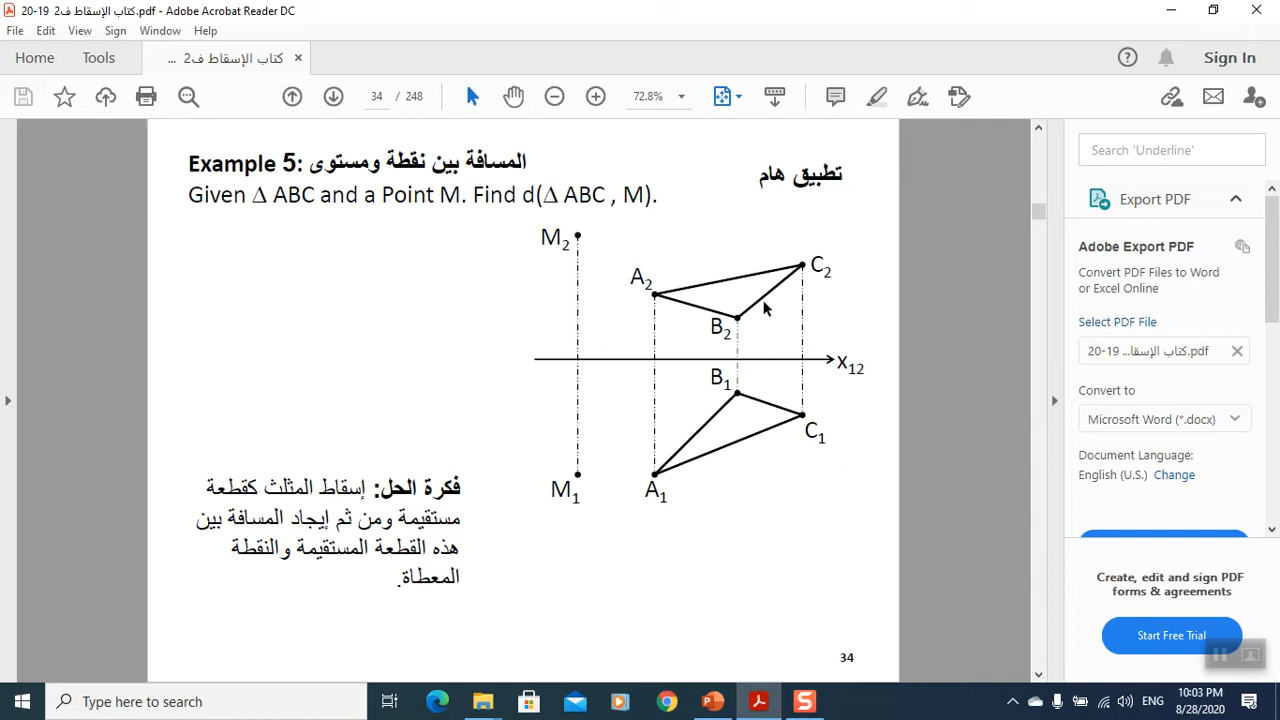 كتاب الإسقاط ف2 20-19.pdf - Adobe Acrobat Reader DC
File Edit View Sign Window Help
Home Tools كتاب الإسقاط ف2 ... × Sign In
34 / 248 72.8%
Example 5: المسافة بين نقطة ومستوى
تطبيق هام
Given Δ ABC and a Point M. Find d(Δ ABC , M).
M2
C2
A2
B2
X12
B1
C1
M1
A1
فكرة الحل: إسقاط المثلث كقطعة
مستقيمة ومن ثم إيجاد المسافة بين
هذه القطعة المستقيمة والنقطة
المعطاة.
34
Search 'Underline'
Export PDF
Adobe Export PDF
Convert PDF Files to Word
or Excel Online
Select PDF File
كتاب الإسقا... 20-19.pdf
Convert to
Microsoft Word (*.docx)
Document Language:
English (U.S.) Change
Create, edit and sign PDF
forms & agreements
Start Free Trial
Type here to search
ENG
10:03 PM
8/28/2020